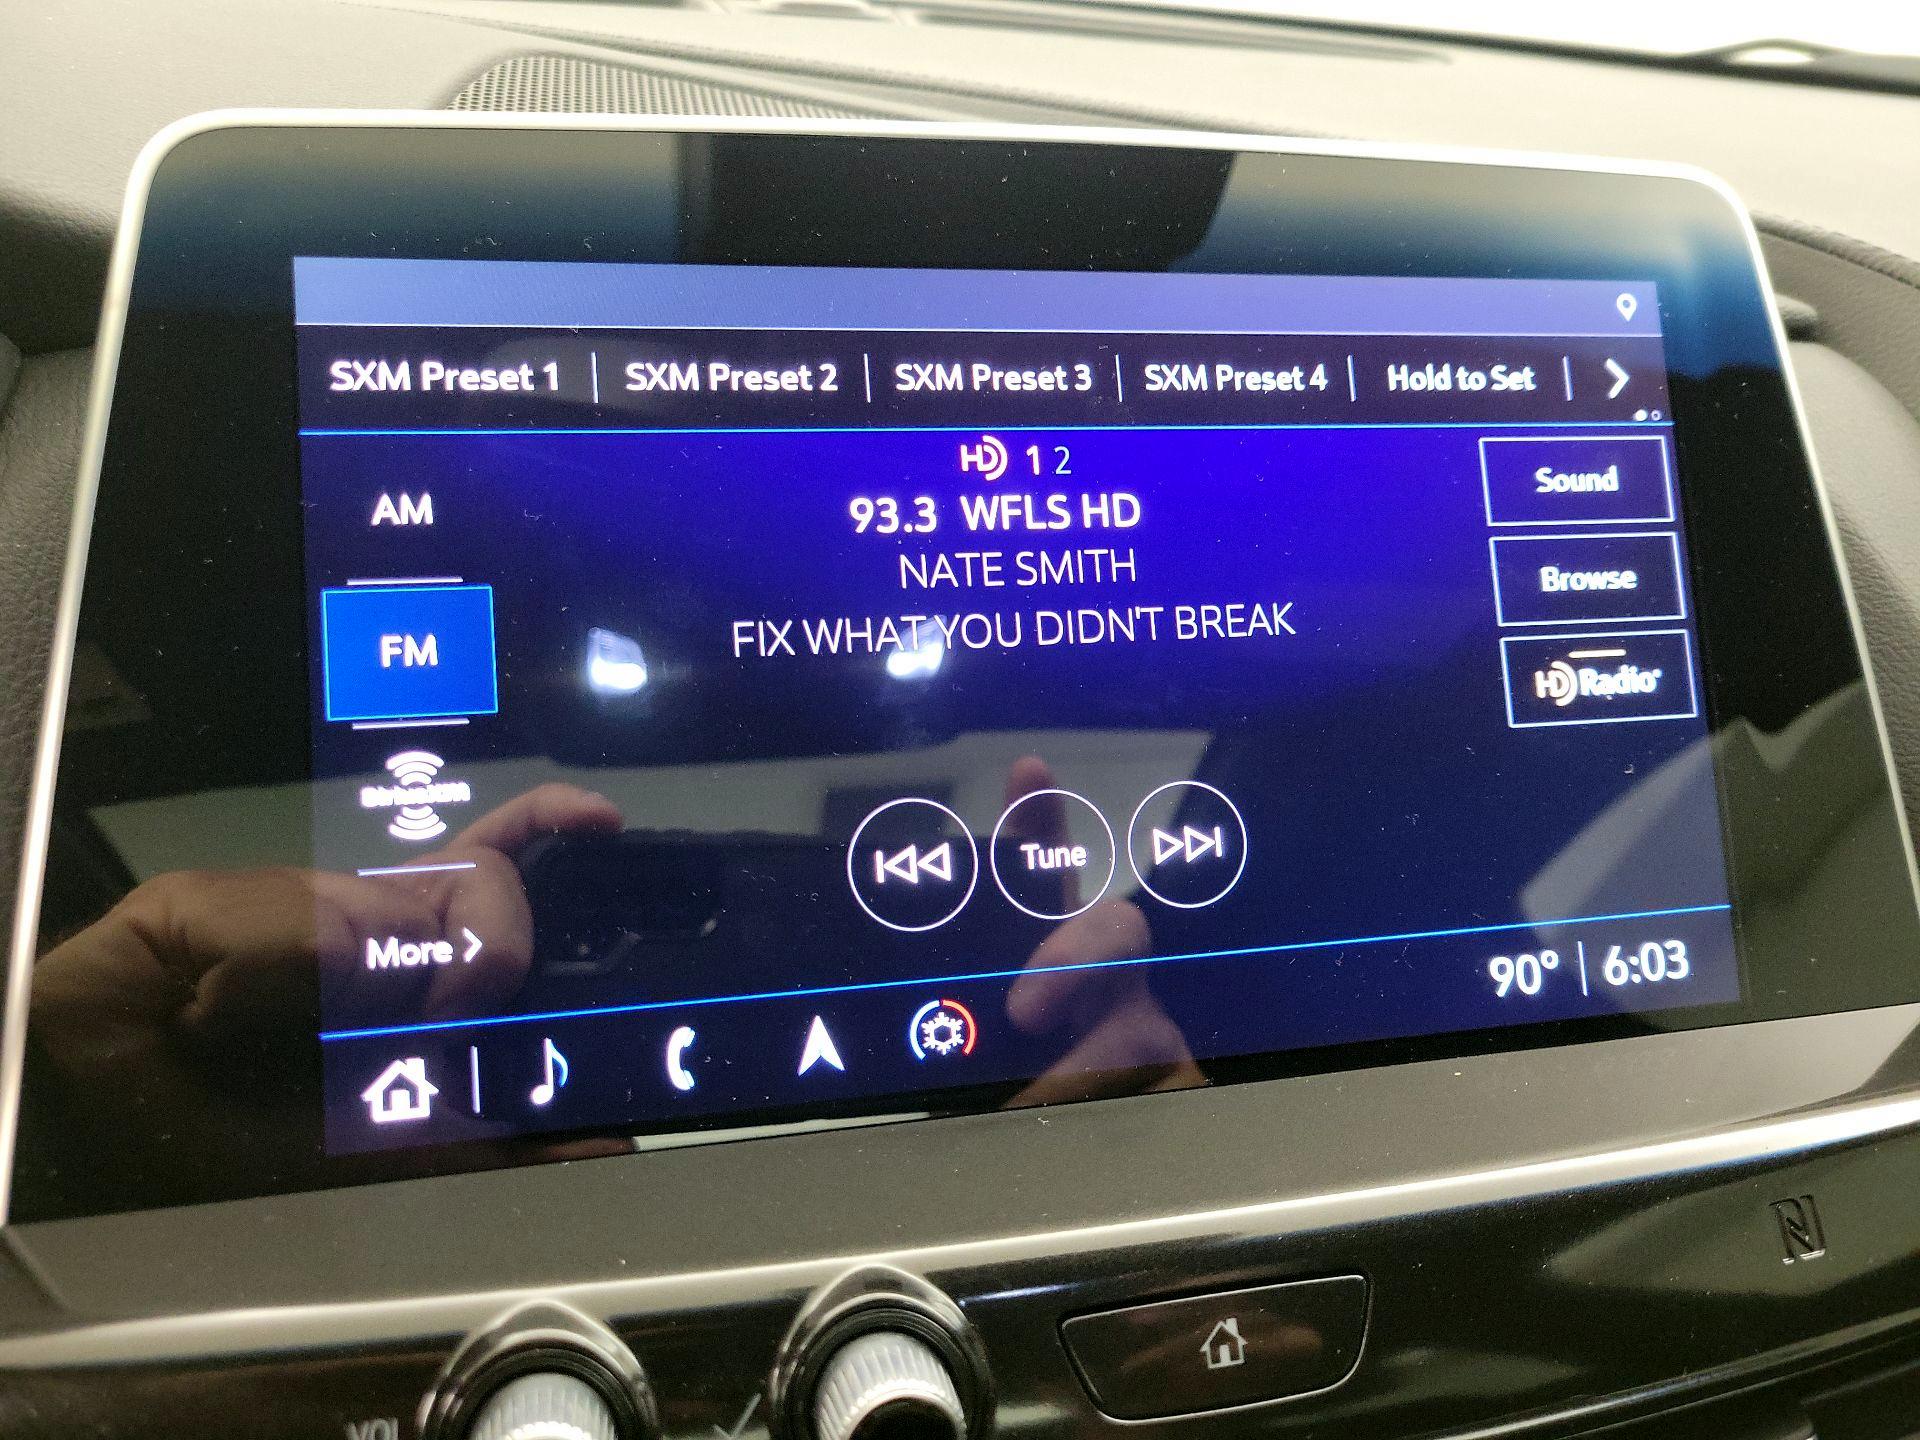 SXM Preset 1 | SXM Preset 2 | SXM Preset 3 | SXM Preset 4 | Hold to Set
HD 1 2
93.3 WFLS HD
NATE SMITH
FIX WHAT YOU DIDN'T BREAK
AM
FM
SiriusXM
More
Sound
Browse
HD Radio
Tune
90° | 6:03
VOL